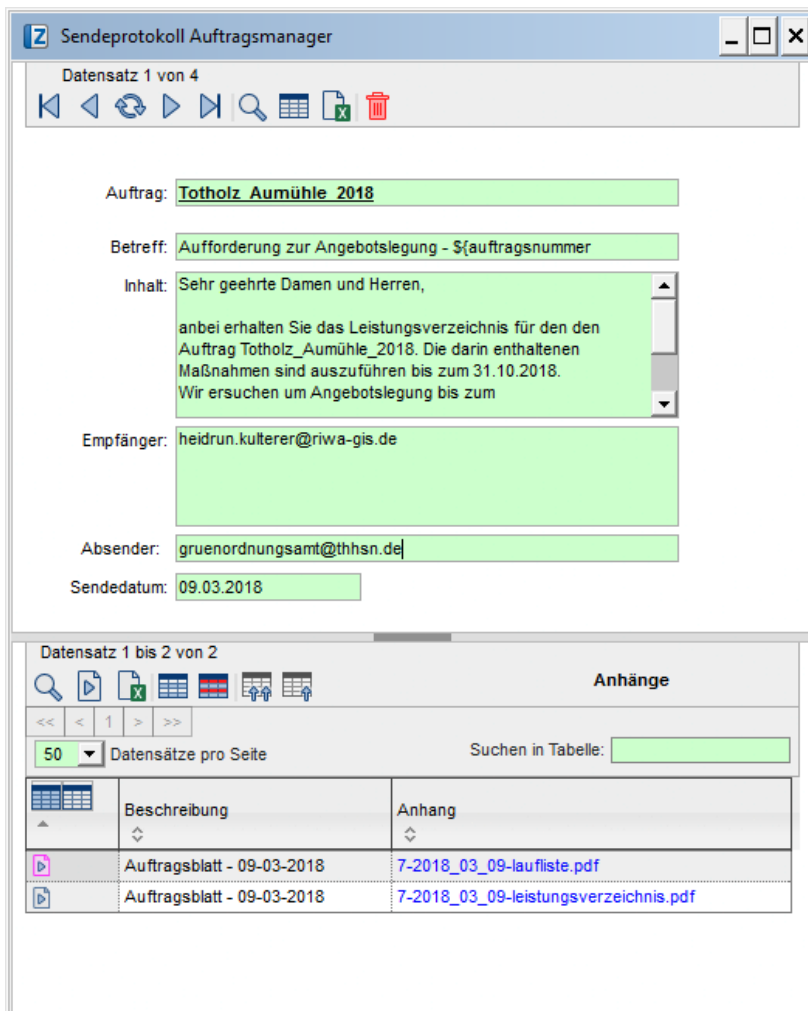 Z Sendeprotokoll Auftragsmanager
Datensatz 1 von 4
Auftrag: Totholz_Aumühle_2018
Betreff: Aufforderung zur Angebotslegung - ${auftragsnummer
Inhalt: Sehr geehrte Damen und Herren,
anbei erhalten Sie das Leistungsverzeichnis für den den
Auftrag Totholz_Aumühle_2018. Die darin enthaltenen
Maßnahmen sind auszuführen bis zum 31.10.2018.
Wir ersuchen um Angebotslegung bis zum
Empfänger: heidrun.kulterer@riwa-gis.de
Absender: gruenordnungsamt@thhsn.de
Sendedatum: 09.03.2018
Datensatz 1 bis 2 von 2
Anhänge
<< < 1 > >>
50 Datensätze pro Seite Suchen in Tabelle:
Beschreibung Anhang
Auftragsblatt - 09-03-2018 7-2018_03_09-laufliste.pdf
Auftragsblatt - 09-03-2018 7-2018_03_09-leistungsverzeichnis.pdf